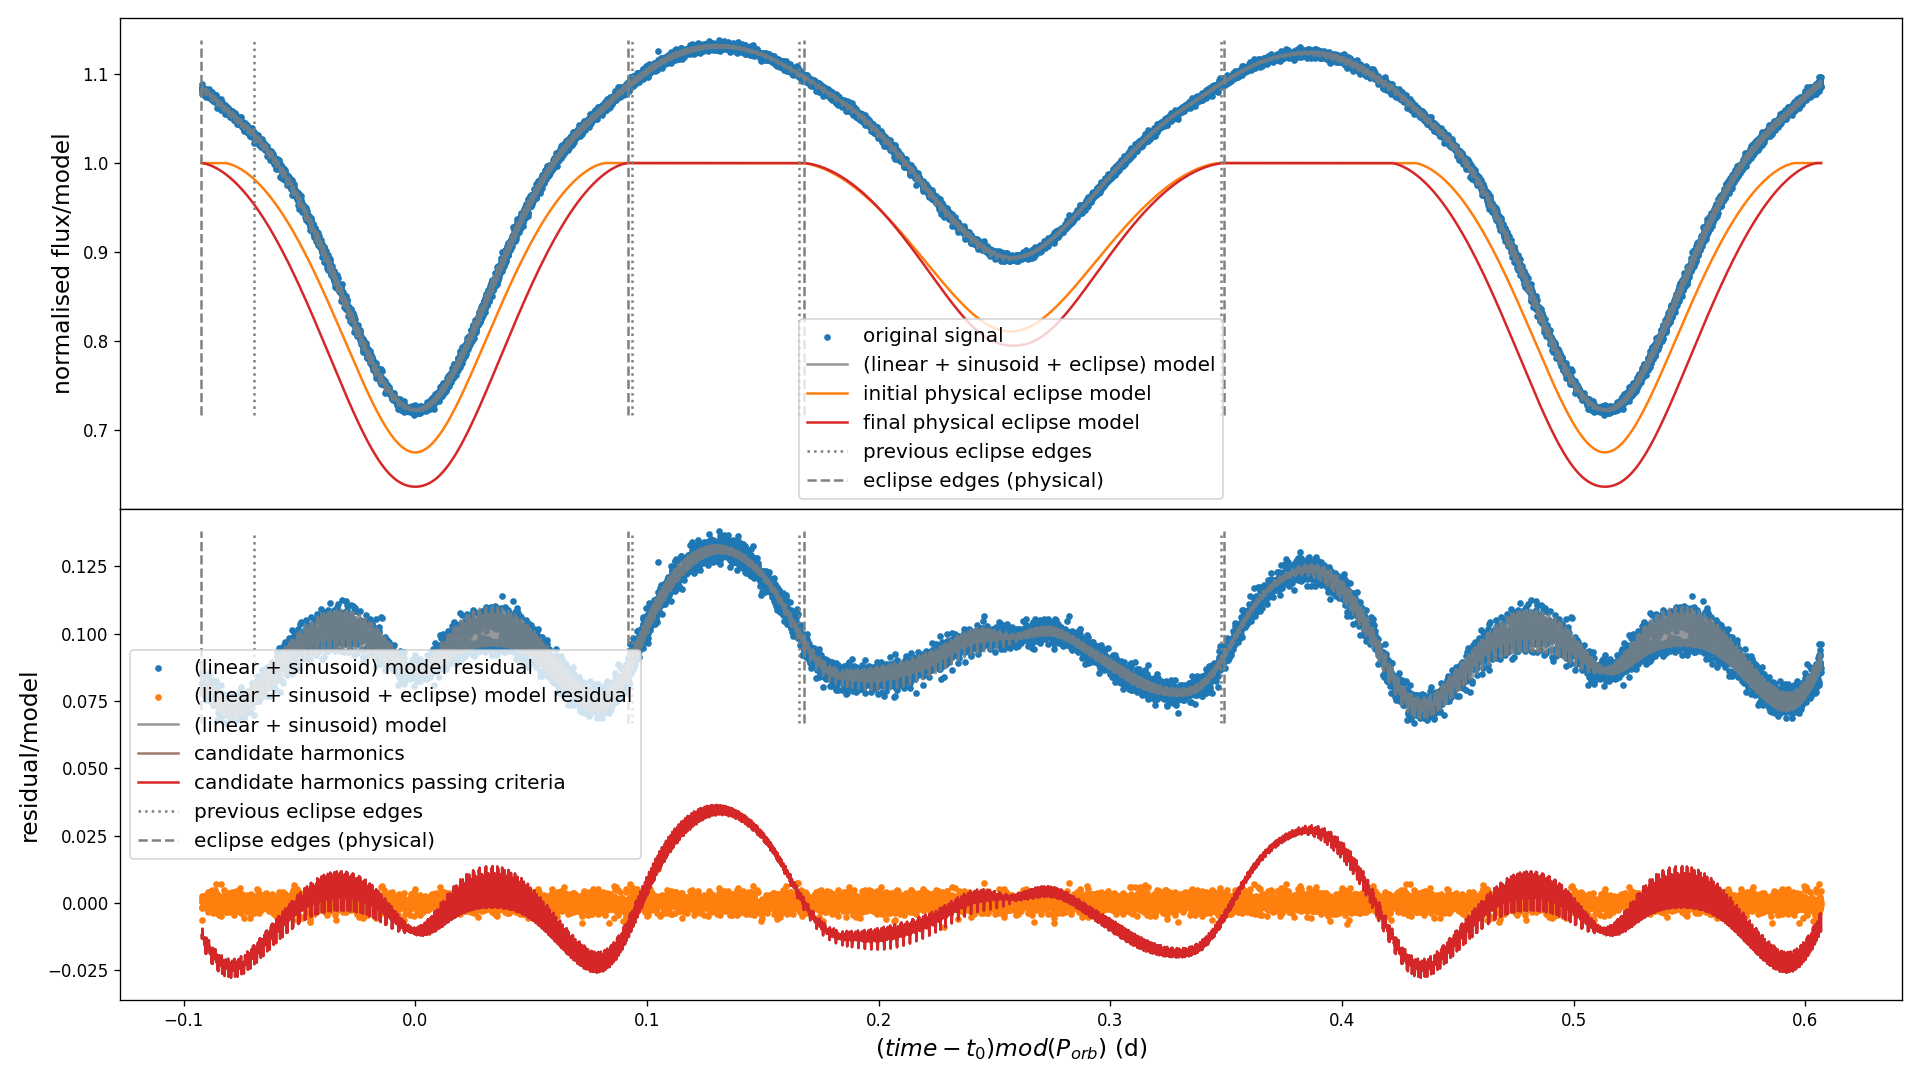 normalised flux/model
1.1
1.0
0.9
0.8
0.7
original signal
(linear + sinusoid + eclipse) model
initial physical eclipse model
final physical eclipse model
previous eclipse edges
eclipse edges (physical)
residual/model
0.125
0.100
0.075
0.050
0.025
0.000
−0.025
(linear + sinusoid) model residual
(linear + sinusoid + eclipse) model residual
(linear + sinusoid) model
candidate harmonics
candidate harmonics passing criteria
previous eclipse edges
eclipse edges (physical)
−0.1 0.0 0.1 0.2 0.3 0.4 0.5 0.6
(time − t₀)mod(P_orb) (d)